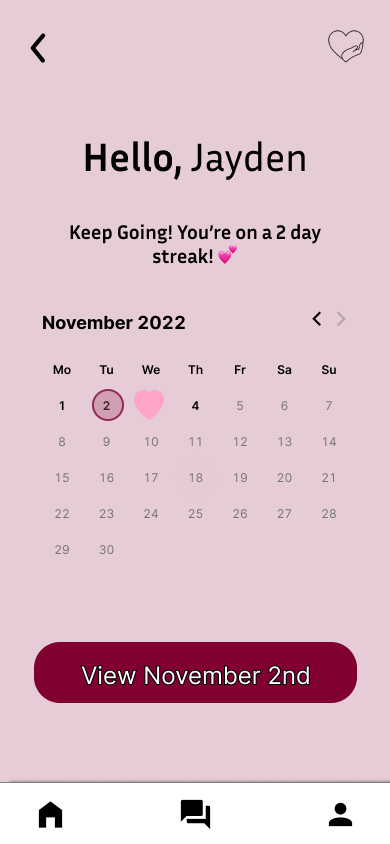 Hello, Jayden
Keep Going! You’re on a 2 day
streak! 💕
November 2022
Mo Tu We Th Fr Sa Su
1 2 4 5 6 7
8 9 10 11 12 13 14
15 16 17 18 19 20 21
22 23 24 25 26 27 28
29 30
View November 2nd